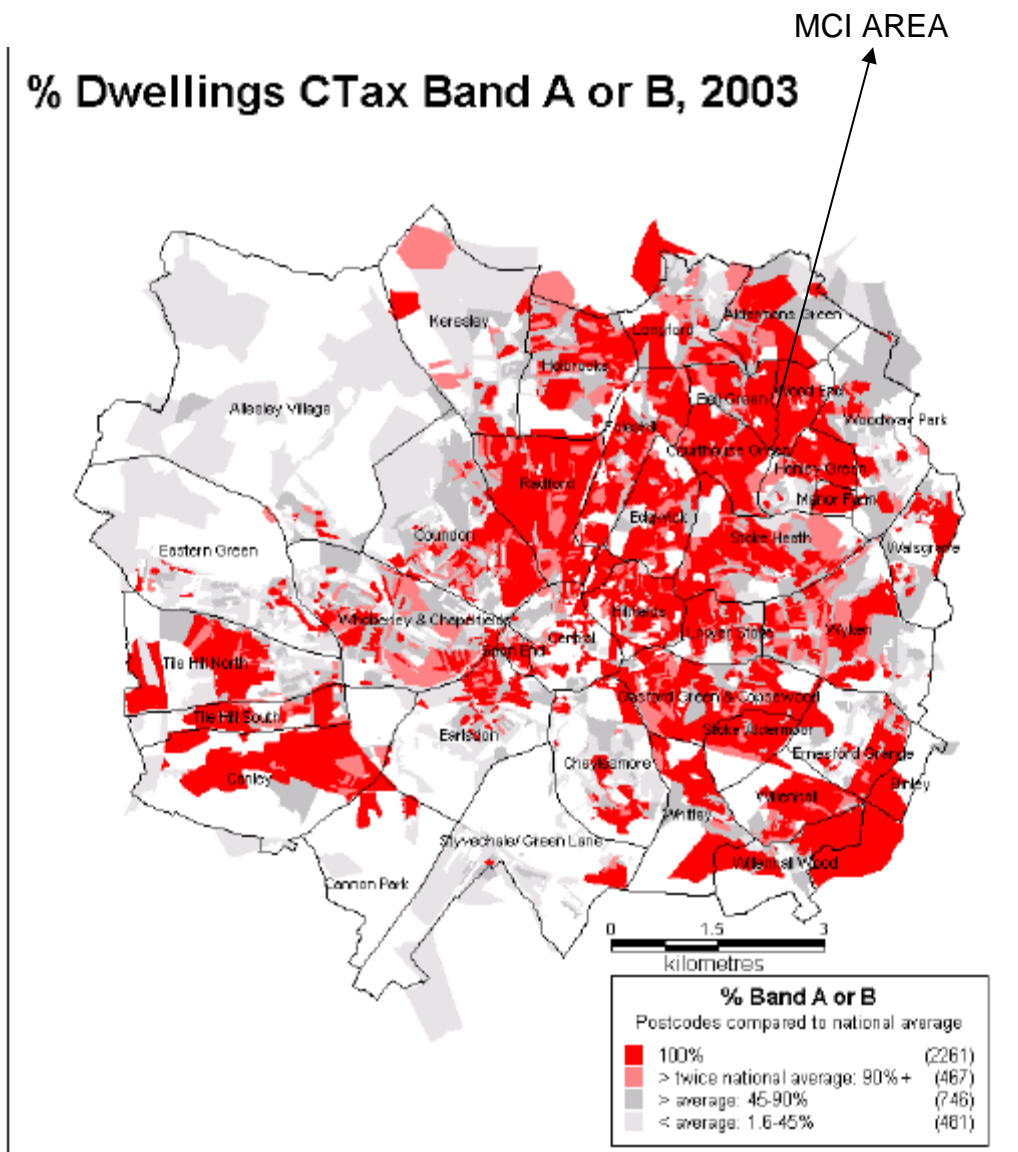 MCI AREA
% Dwellings CTax Band A or B, 2003
Keresley
Longford
Aldermans Green
Holbrooks
Bell Green
Wood End
Allesley Village
Woodway Park
Foleshill
Courthouse Green
Henley Green
Radford
Manor Farm
Edgwick
Coundon
Stoke Heath
Eastern Green
Walsgrave
Whoberley & Chapelfields
Hillfields
Lower Stoke
Wyken
Central
Spon End
Tile Hill North
Gosford Green & Copsewood
Tile Hill South
Stoke Aldermoor
Earlsdon
Ernesford Grange
Cheylesmore
Canley
Binley
Willenhall
Whitley
Styvechale/ Green Lane
Willenhall Wood
Cannon Park
0 1.5 3
kilometres
% Band A or B
Postcodes compared to national average
100% (2261)
> twice national average: 90% + (467)
> average: 45-90% (746)
< average: 1.6-45% (481)